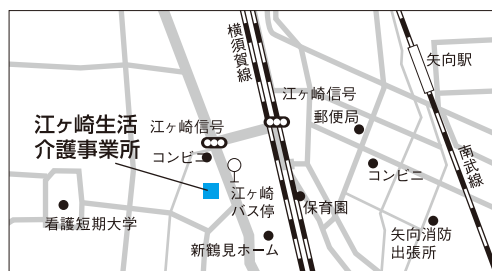 横須賀線
矢向駅
江ヶ崎信号
郵便局
江ヶ崎生活
介護事業所
江ヶ崎信号
コンビニ
南武線
コンビニ
江ヶ崎
バス停
保育園
看護短期大学
矢向消防
出張所
新鶴見ホーム